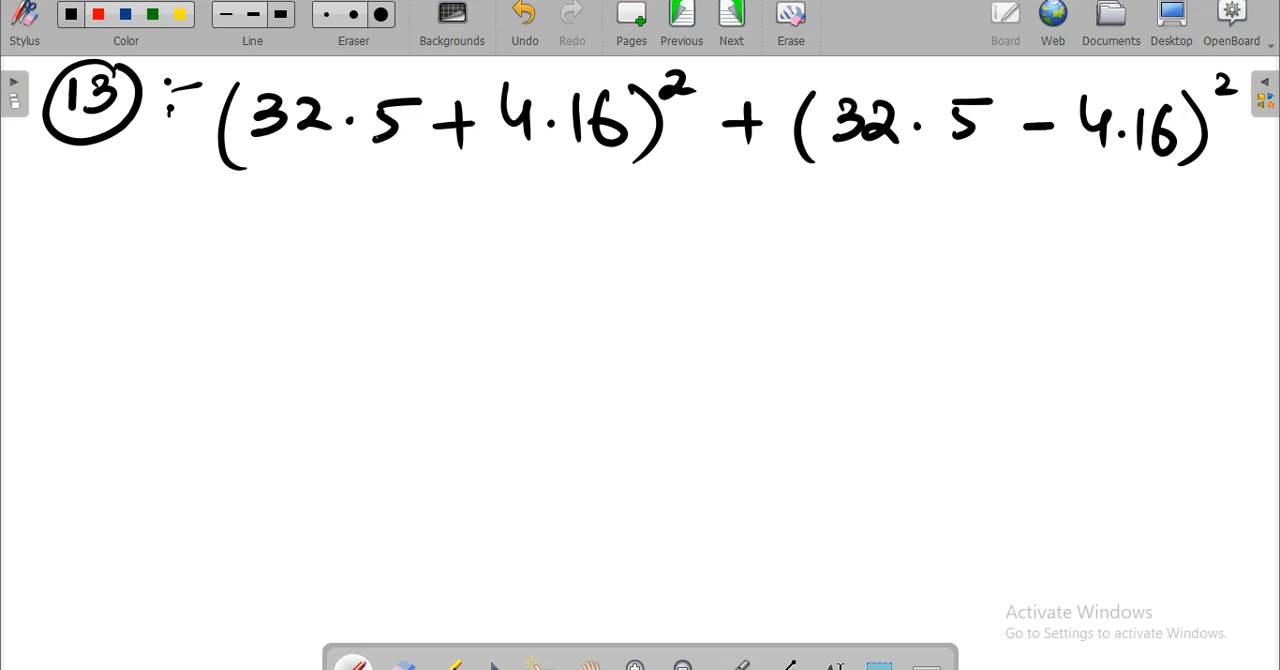 Stylus Color Line Eraser Backgrounds Undo Redo Pages Previous Next Erase Board Web Documents Desktop OpenBoard
13 :- (32.5 + 4.16)² + (32.5 - 4.16)²
Activate Windows
Go to Settings to activate Windows.